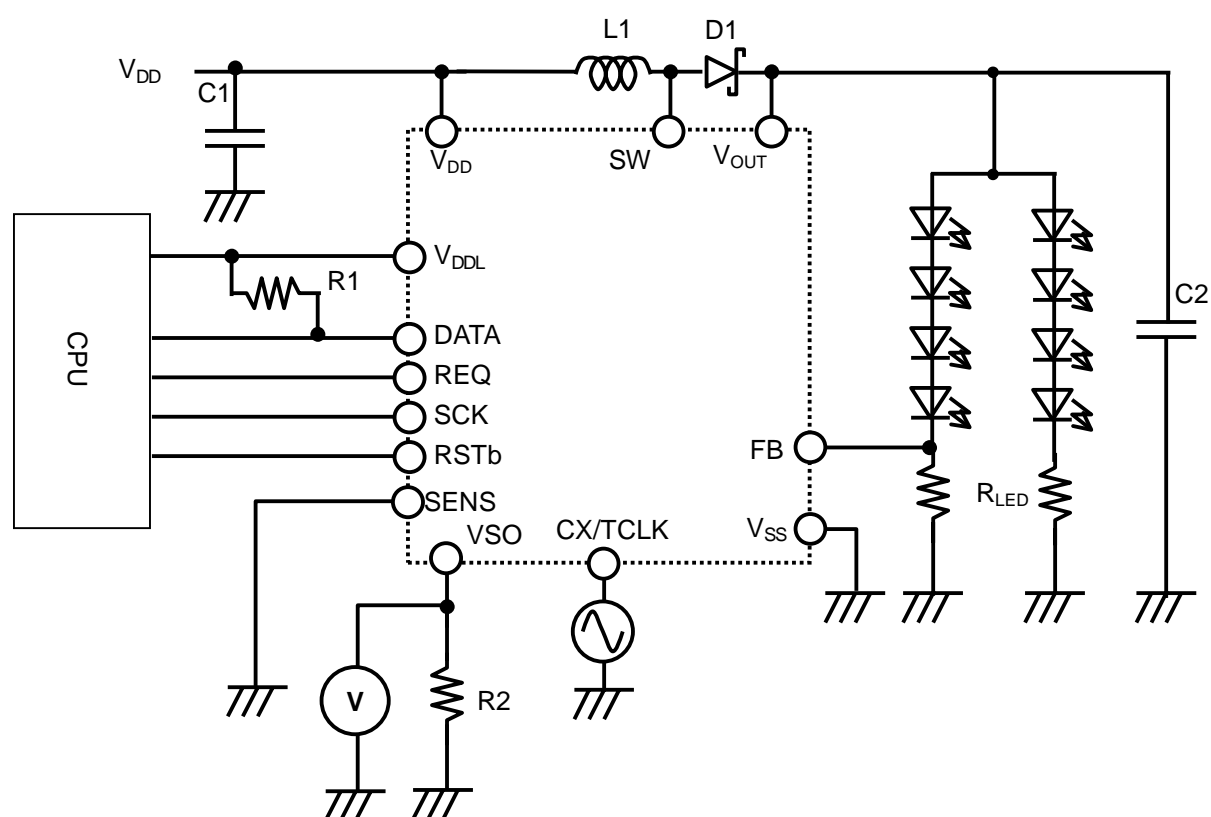 L1
D1
VDD
C1
VDD
SW
VOUT
VDDL
R1
C2
CPU
DATA
REQ
SCK
RSTb
FB
SENS
RLED
VSO
CX/TCLK
VSS
V
R2